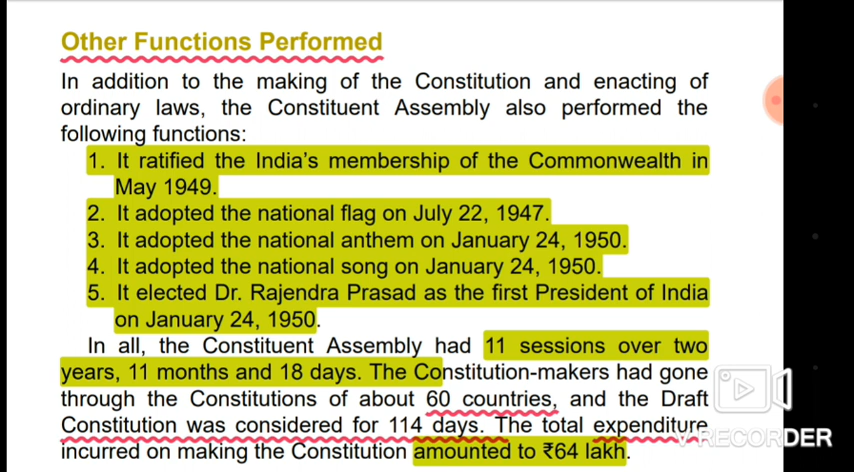 Other Functions Performed
In addition to the making of the Constitution and enacting of
ordinary laws, the Constituent Assembly also performed the
following functions:
1. It ratified the India's membership of the Commonwealth in
May 1949.
2. It adopted the national flag on July 22, 1947.
3. It adopted the national anthem on January 24, 1950.
4. It adopted the national song on January 24, 1950.
5. It elected Dr. Rajendra Prasad as the first President of India
on January 24, 1950.
In all, the Constituent Assembly had 11 sessions over two
years, 11 months and 18 days. The Constitution-makers had gone
through the Constitutions of about 60 countries, and the Draft
Constitution was considered for 114 days. The total expenditure
incurred on making the Constitution amounted to ₹64 lakh.
V RECORDER